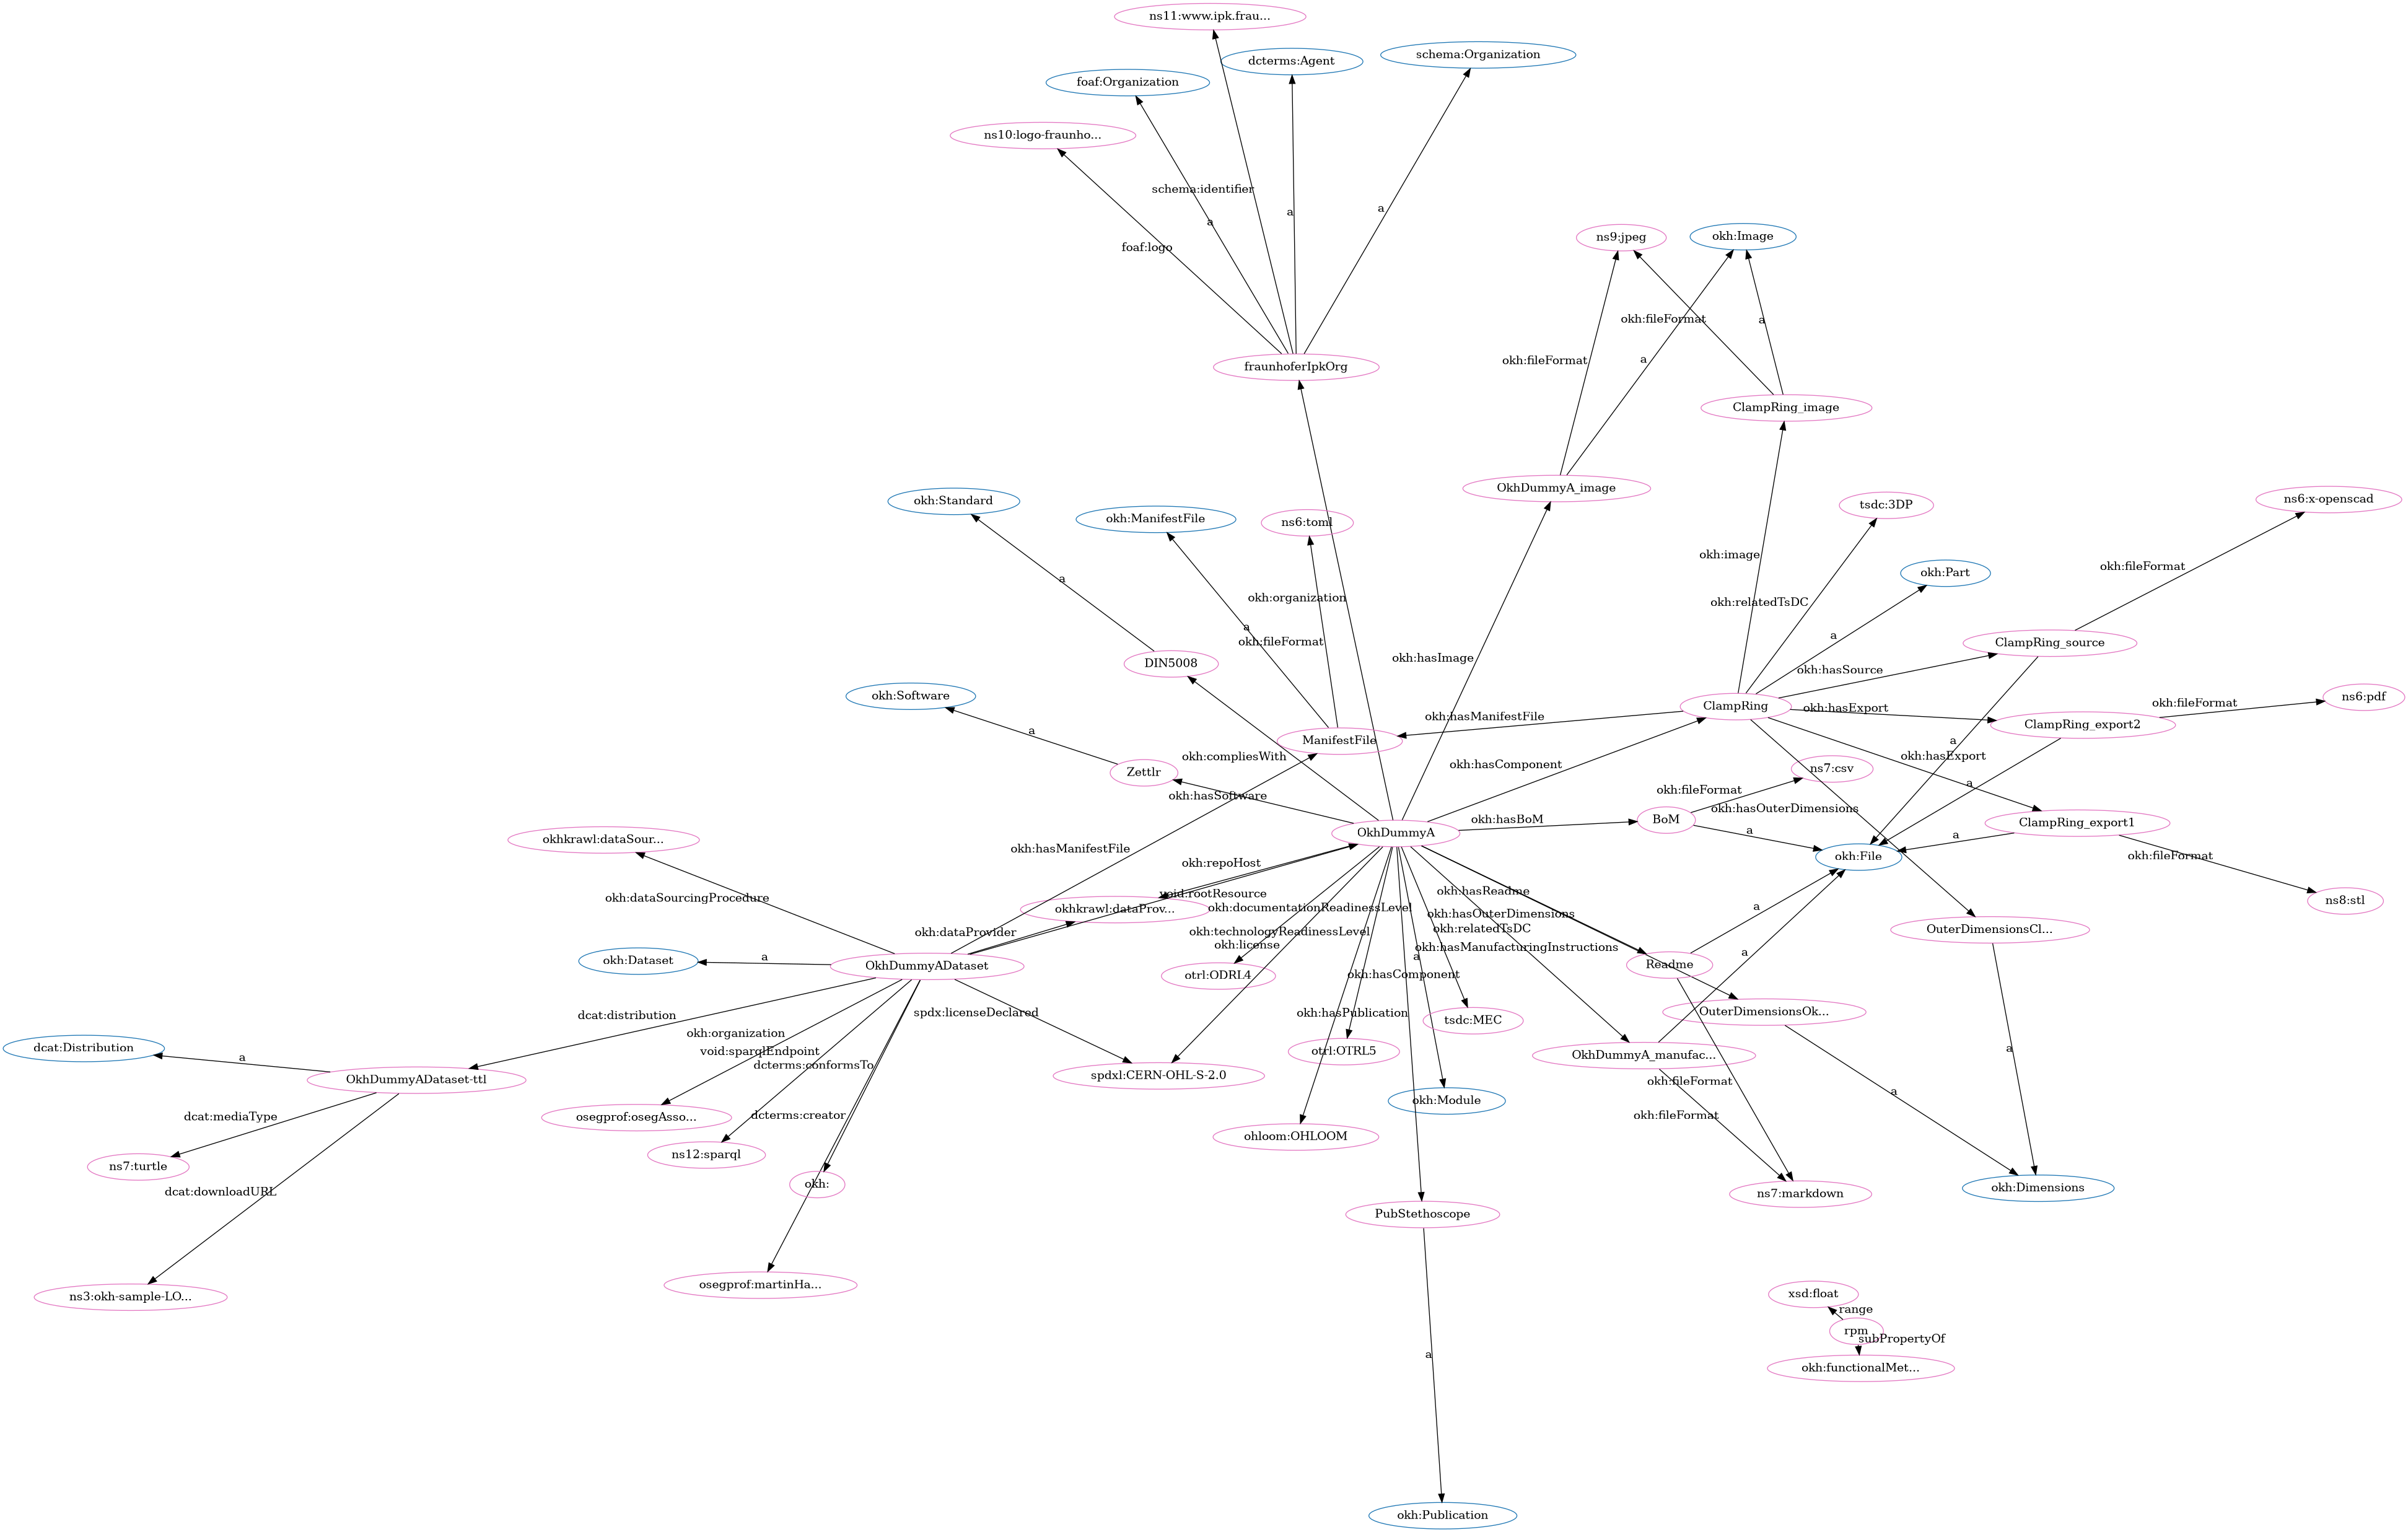 ns11:www.ipk.frau...
schema:Organization
dcterms:Agent
foaf:Organization
ns10:logo-fraunho...
schema:identifier
a
a
a
foaf:logo
ns9:jpeg
okh:Image
okh:fileFormat
a
okh:fileFormat
a
fraunhoferIpkOrg
ClampRing_image
OkhDummyA_image
okh:Standard
okh:ManifestFile
ns6:toml
tsdc:3DP
ns6:x-openscad
okh:image
okh:fileFormat
okh:Part
a
okh:organization
okh:relatedTsDC
a
okh:fileFormat
a
ClampRing_source
okh:hasImage
DIN5008
okh:hasSource
okh:Software
ns6:pdf
okh:fileFormat
ClampRing
okh:hasExport
okh:hasManifestFile
ClampRing_export2
a
ManifestFile
a
okh:compliesWith
okh:hasComponent
okh:hasExport
Zettlr
ns7:csv
a
okh:fileFormat
okh:hasSoftware
okh:hasOuterDimensions
okh:hasBoM
BoM
ClampRing_export1
OkhDummyA
a
a
okhkrawl:dataSour...
okh:hasManifestFile
okh:repoHost
okh:File
okh:fileFormat
okh:dataSourcingProcedure
void:rootResource
okh:hasReadme
ns8:stl
okhkrawl:dataProv...
okh:documentationReadinessLevel
okh:hasOuterDimensions
a
okh:dataProvider
okh:technologyReadinessLevel
okh:relatedTsDC
OuterDimensionsCl...
okh:license
okh:hasManufacturingInstructions
okh:Dataset
a
OkhDummyADataset
a
a
Readme
otrl:ODRL4
okh:hasComponent
dcat:distribution
spdx:licenseDeclared
okh:hasPublication
tsdc:MEC
OuterDimensionsOk...
okh:organization
dcat:Distribution
a
void:sparqlEndpoint
otrl:OTRL5
OkhDummyA_manufac...
a
dcterms:conformsTo
OkhDummyADataset-ttl
spdxl:CERN-OHL-S-2.0
okh:fileFormat
a
okh:Module
dcat:mediaType
osegprof:osegAsso...
dcterms:creator
okh:fileFormat
ohloom:OHLOOM
ns12:sparql
ns7:turtle
okh:
dcat:downloadURL
ns7:markdown
okh:Dimensions
PubStethoscope
osegprof:martinHa...
ns3:okh-sample-LO...
xsd:float
range
rpm
subPropertyOf
a
okh:functionalMet...
okh:Publication